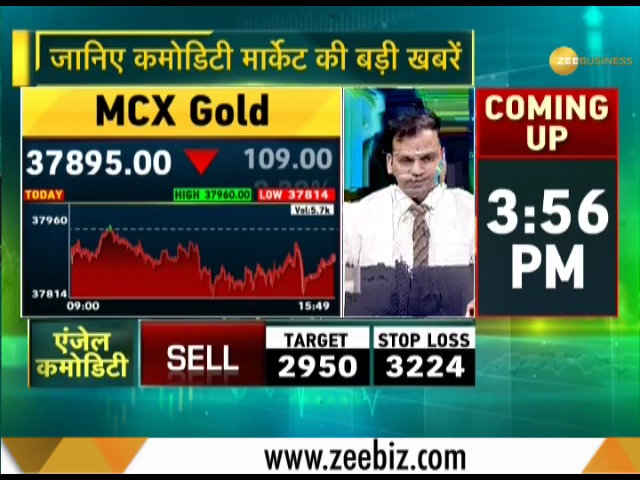 जानिए कमोडिटी मार्केट की बड़ी खबरें
ZEEBUSINESS
MCX Gold
37895.00 109.00
TODAY HIGH 37960.00 LOW 37814
Vol:5.7k
37960
37814
09:00 15:49
COMING
UP
3:56
PM
एंजेल
कमोडिटी
SELL
TARGET
2950
STOP LOSS
3224
www.zeebiz.com